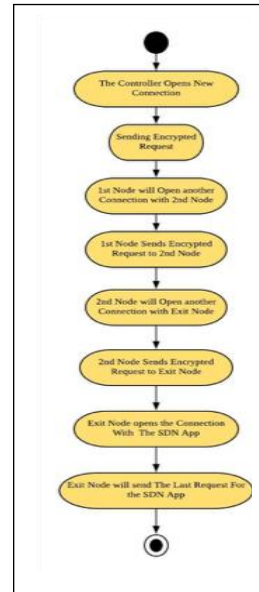 The Controller Opens New
Connection
Sending Encrypted
Request
1st Node will Open another
Connection with 2nd Node
1st Node Sends Encrypted
Request to 2nd Node
2nd Node will Open another
Connection with Exit Node
2nd Node Sends Encrypted
Request to Exit Node
Exit Node opens the Connection
With The SDN App
Exit Node will send The Last Request For
the SDN App